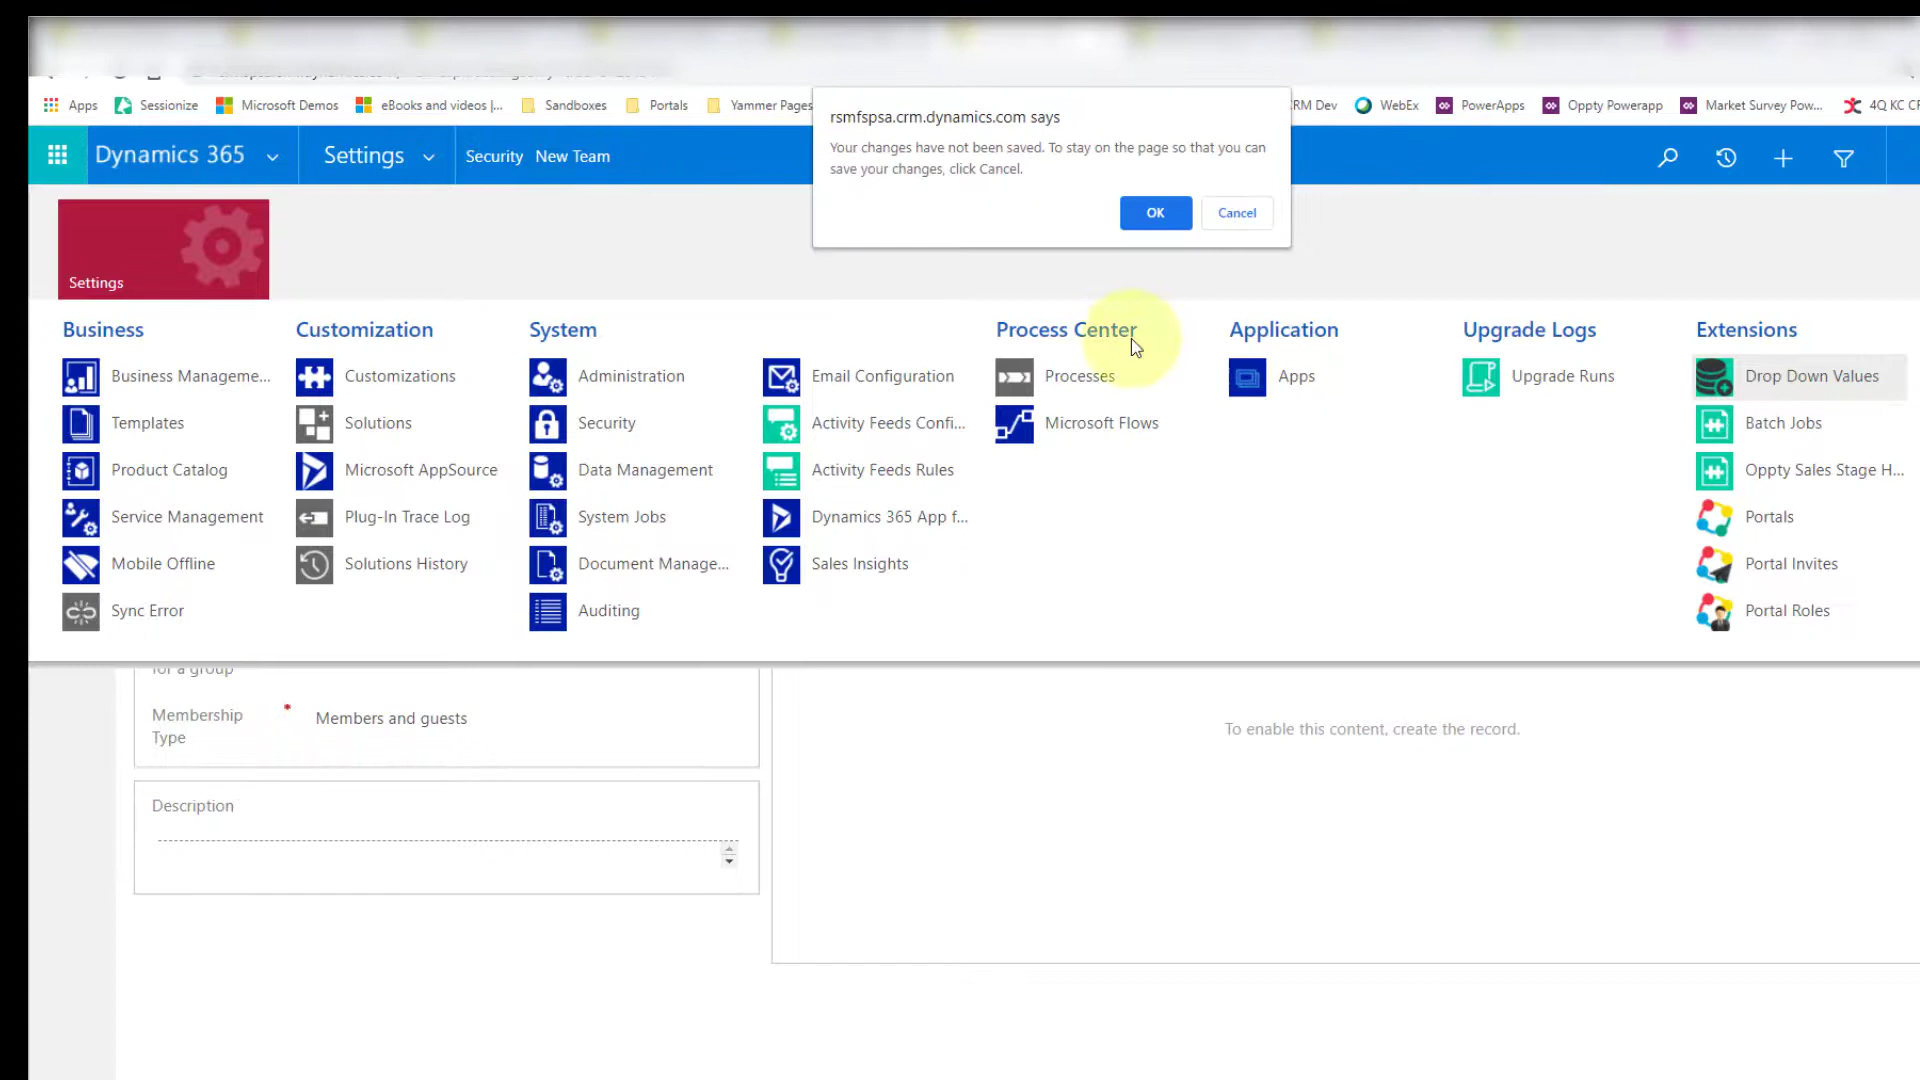 Apps
Sessionize
Microsoft Demos
eBooks and videos |...
Sandboxes
Portals
Yammer Pages
RM Dev
WebEx
PowerApps
Oppty Powerapp
Market Survey Pow...
4Q KC
rsmfspsa.crm.dynamics.com says
Your changes have not been saved. To stay on the page so that you can
save your changes, click Cancel.
OK
Cancel
Dynamics 365
Settings
Security
New Team
Settings
Business
Business Manageme...
Templates
Product Catalog
Service Management
Mobile Offline
Sync Error
Customization
Customizations
Solutions
Microsoft AppSource
Plug-In Trace Log
Solutions History
System
Administration
Security
Data Management
System Jobs
Document Manage...
Auditing
Email Configuration
Activity Feeds Confi...
Activity Feeds Rules
Dynamics 365 App f...
Sales Insights
Process Center
Processes
Microsoft Flows
Application
Apps
Upgrade Logs
Upgrade Runs
Extensions
Drop Down Values
Batch Jobs
Oppty Sales Stage H...
Portals
Portal Invites
Portal Roles
for a group
Membership
Type
*
Members and guests
Description
To enable this content, create the record.